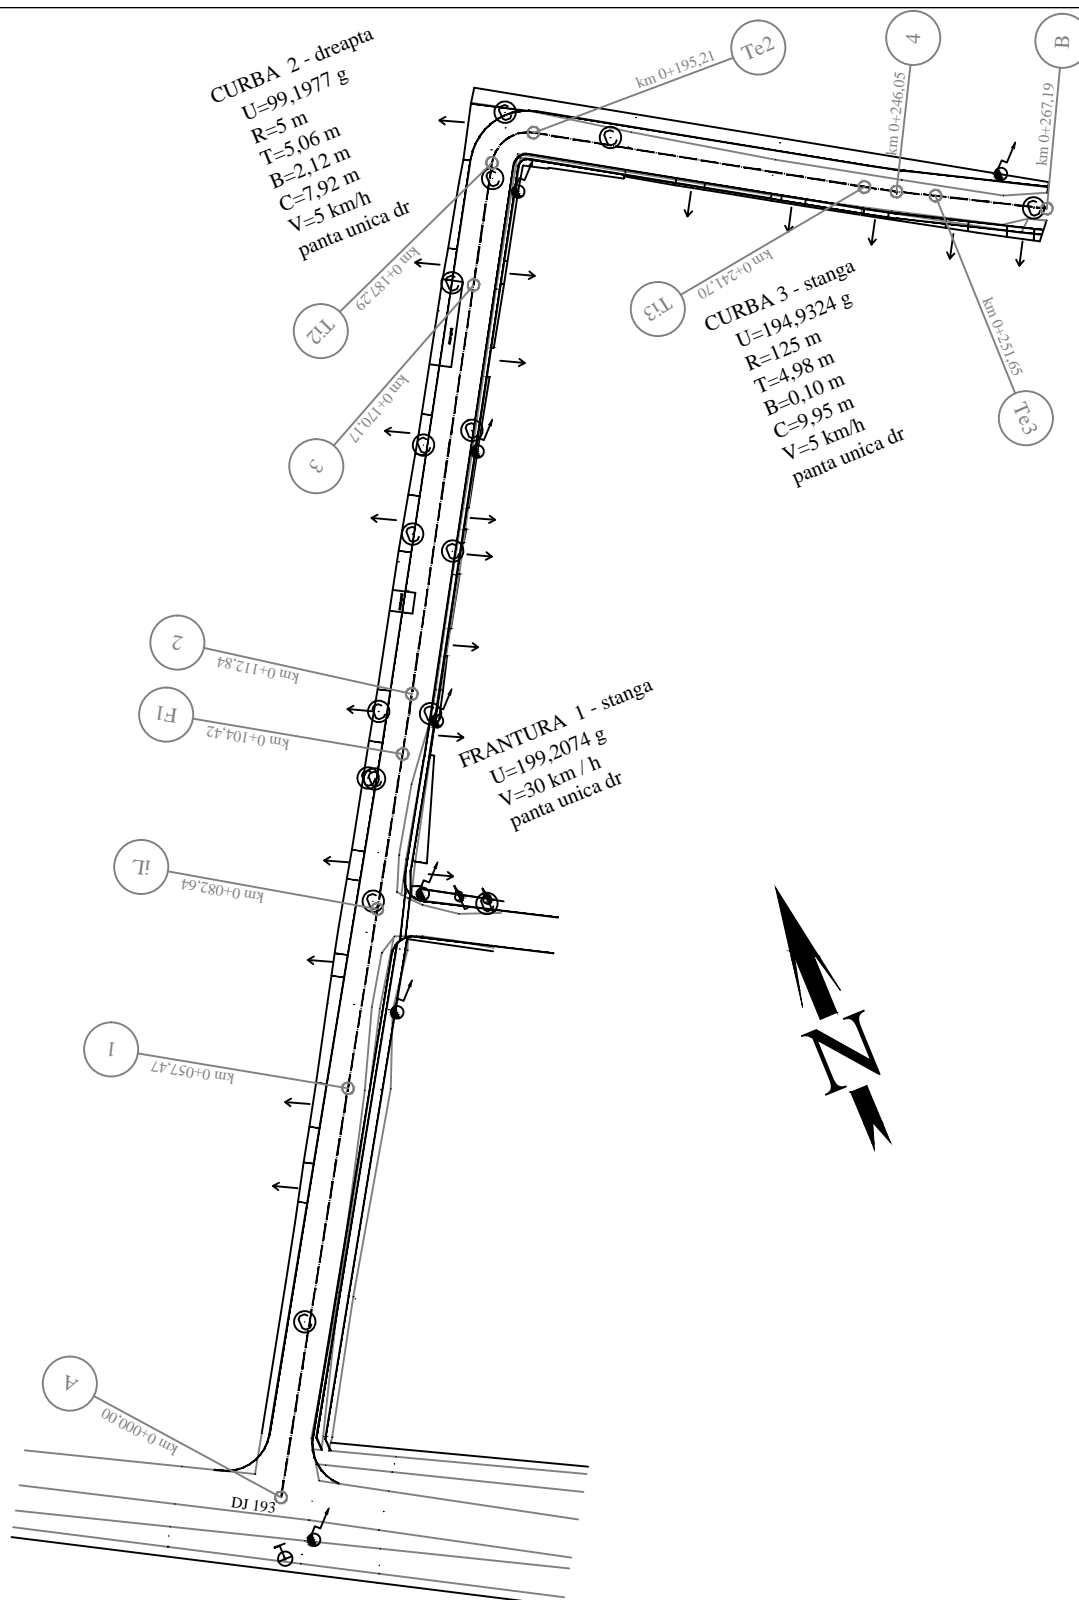 CURBA 2 - dreapta
U=99,1977 g
R=5 m
T=5,06 m
B=2,12 m
C=7,92 m
V=5 km/h
panta unica dr
Te2
km 0+195,21
4
km 0+246,05
B
km 0+267,19
Ti2
km 0+187,29
Ti3
km 0+241,70
CURBA 3 - stanga
U=194,9324 g
R=125 m
T=4,98 m
B=0,10 m
C=9,95 m
V=5 km/h
panta unica dr
km 0+251,65
Te3
3
km 0+170,17
2
km 0+112,84
F1
km 0+104,42
FRANTURA 1 - stanga
U=199,2074 g
V=30 km / h
panta unica dr
iL
km 0+082,64
1
km 0+057,47
N
A
km 0+000,00
DJ 193